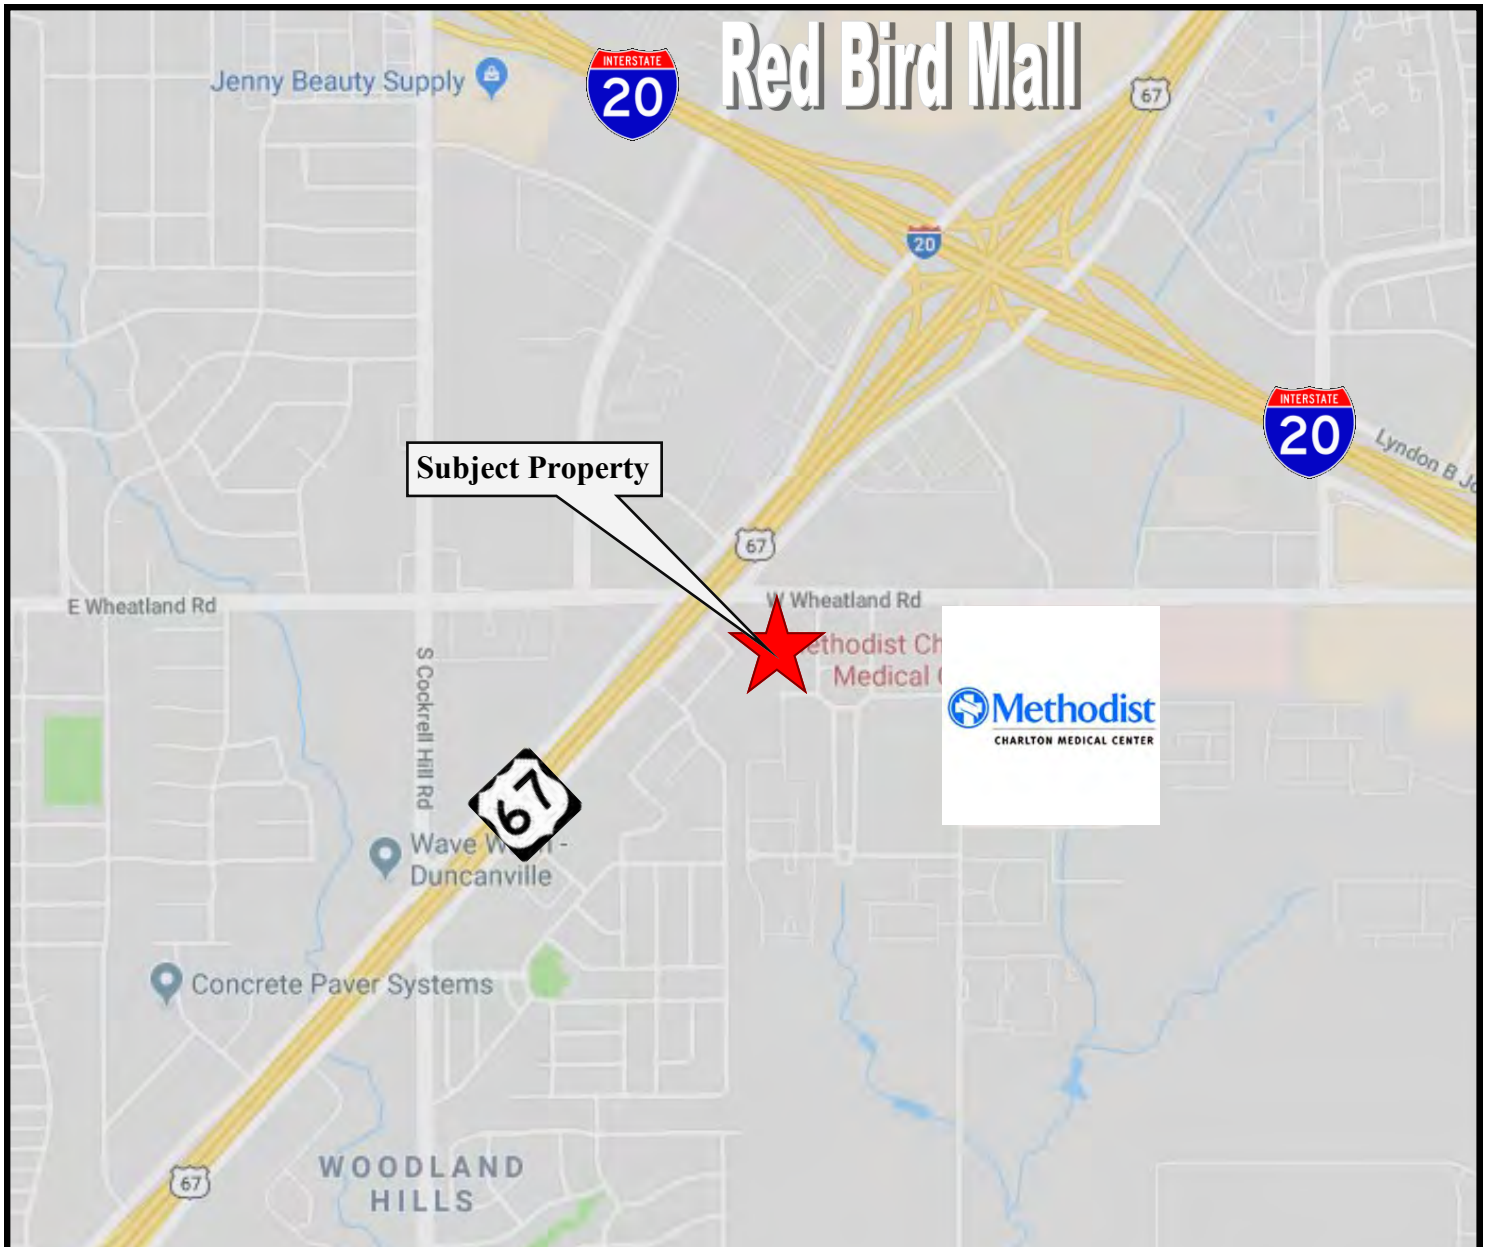 Red Bird Mall
INTERSTATE
20
Jenny Beauty Supply
67
20
INTERSTATE
20
Lyndon B Jo
Subject Property
67
W Wheatland Rd
E Wheatland Rd
ethodist Ch
Medical
S Cockrell Hill Rd
Methodist
CHARLTON MEDICAL CENTER
67
Wave
Duncanville
Concrete Paver Systems
WOODLAND
HILLS
67